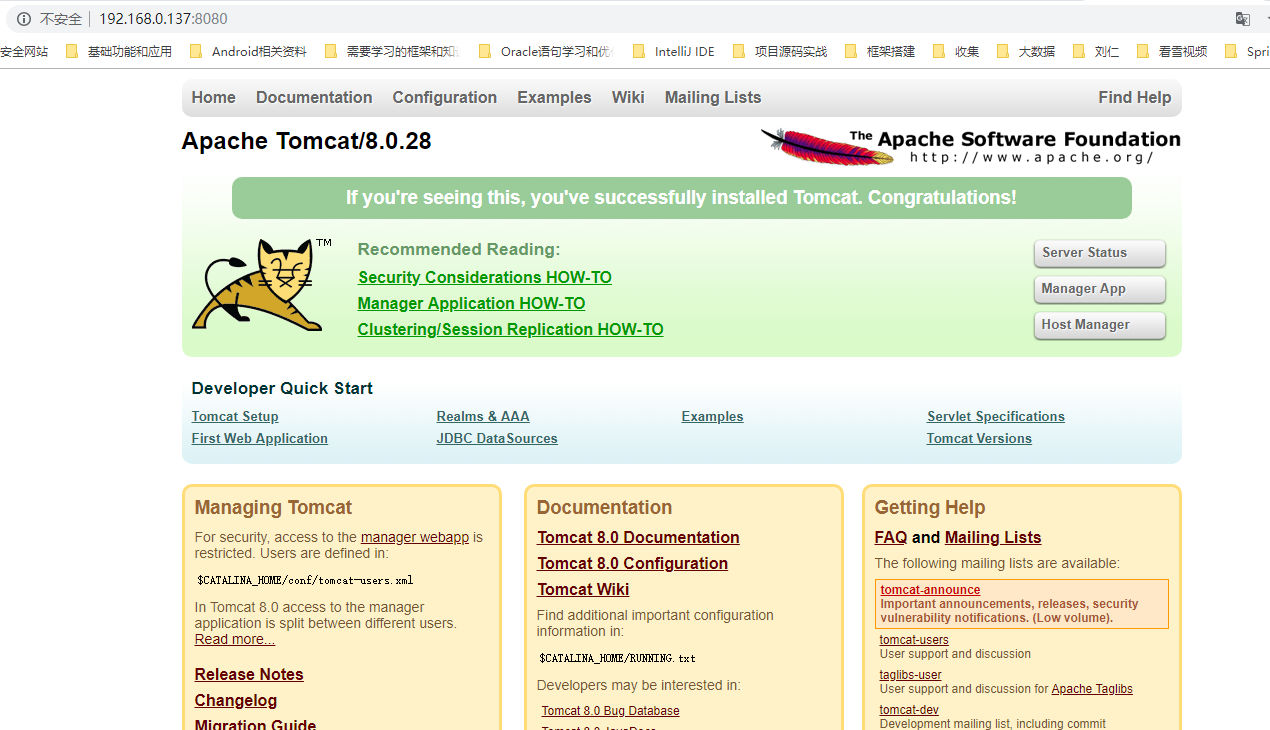 不安全 192.168.0.137:8080
安全网站 基础功能和应用 Android相关资料 需要学习的框架和知 Oracle语句学习和优 IntelliJ IDE 项目源码实战 框架搭建 收集 大数据 刘仁 看雪视频 Spri
Home Documentation Configuration Examples Wiki Mailing Lists Find Help
Apache Tomcat/8.0.28
The Apache Software Foundation
http://www.apache.org/
If you're seeing this, you've successfully installed Tomcat. Congratulations!
TM
Recommended Reading:
Security Considerations HOW-TO
Manager Application HOW-TO
Clustering/Session Replication HOW-TO
Server Status
Manager App
Host Manager
Developer Quick Start
Tomcat Setup
First Web Application
Realms & AAA
JDBC DataSources
Examples
Servlet Specifications
Tomcat Versions
Managing Tomcat
For security, access to the manager webapp is
restricted. Users are defined in:
$CATALINA_HOME/conf/tomcat-users.xml
In Tomcat 8.0 access to the manager
application is split between different users.
Read more...
Release Notes
Changelog
Migration Guide
Documentation
Tomcat 8.0 Documentation
Tomcat 8.0 Configuration
Tomcat Wiki
Find additional important configuration
information in:
$CATALINA_HOME/RUNNING.txt
Developers may be interested in:
Tomcat 8.0 Bug Database
Tomcat 8.0 JavaDocs
Getting Help
FAQ and Mailing Lists
The following mailing lists are available:
tomcat-announce
Important announcements, releases, security
vulnerability notifications. (Low volume).
tomcat-users
User support and discussion
taglibs-user
User support and discussion for Apache Taglibs
tomcat-dev
Development mailing list, including commit